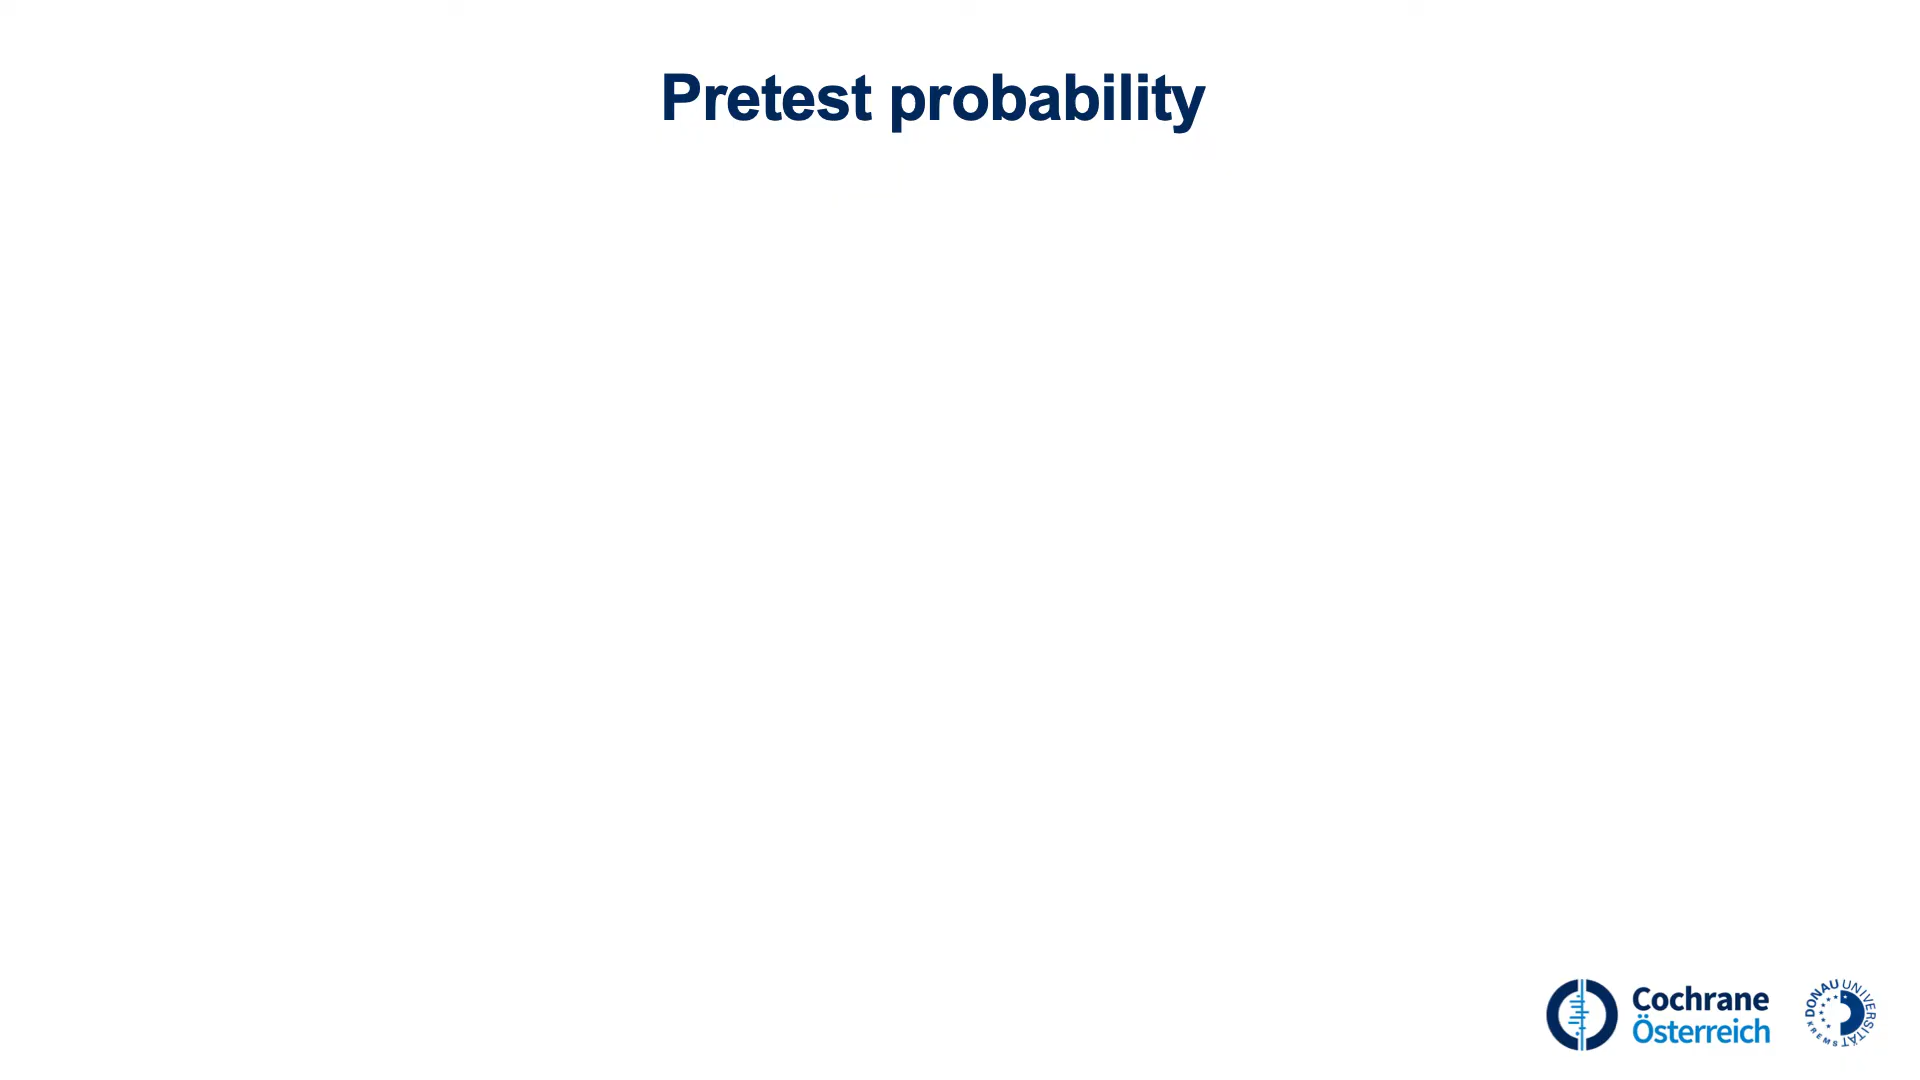 Pretest probability
Cochrane
Österreich
DONAU UNIVERSITÄT
KREMS